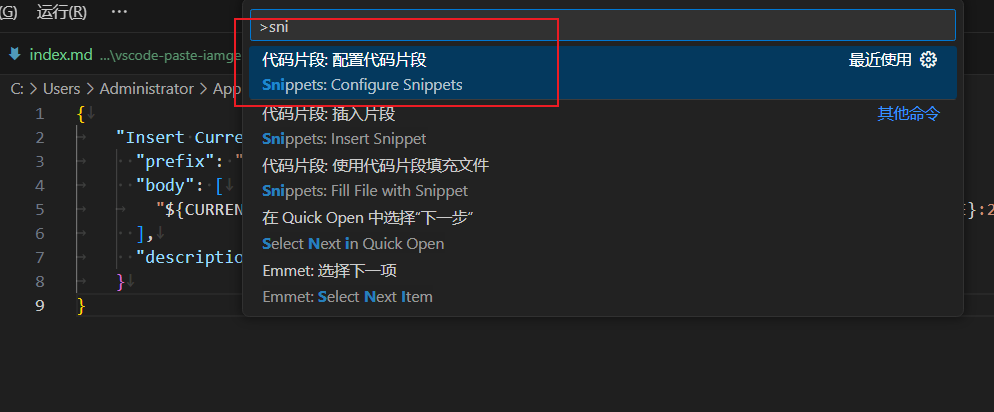 (G) 运行(R) ···
>sni
代码片段: 配置代码片段 最近使用
Snippets: Configure Snippets
代码片段: 插入片段 其他命令
Snippets: Insert Snippet
代码片段: 使用代码片段填充文件
Snippets: Fill File with Snippet
在 Quick Open 中选择“下一步”
Select Next in Quick Open
Emmet: 选择下一项
Emmet: Select Next Item
index.md ...\vscode-paste-iamge
C: > Users > Administrator >
1 {
2 "Insert
3 "prefix": "
4 "body": [
5 "${CURREN }:2
6 ],
7 "descriptio
8 }
9 }